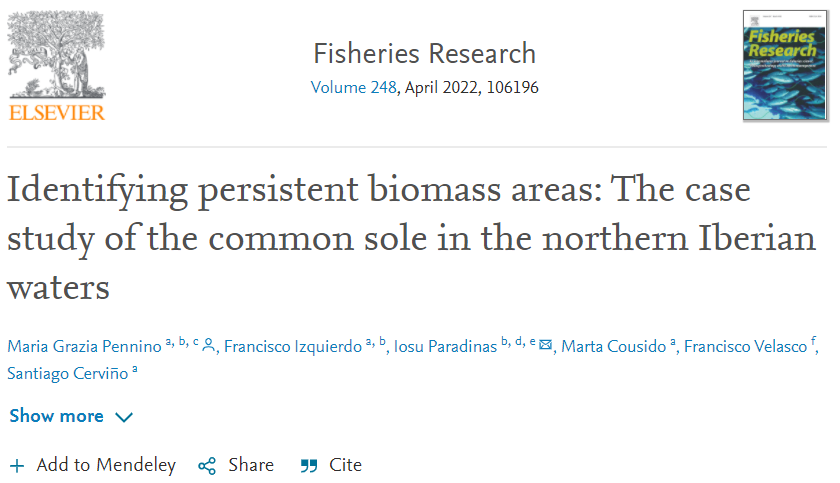 ELSEVIER
Fisheries Research
Volume 248, April 2022, 106196
Fisheries
Research
Identifying persistent biomass areas: The case
study of the common sole in the northern Iberian
waters
Maria Grazia Pennino a, b, c, Francisco Izquierdo a, b, Iosu Paradinas b, d, e, Marta Cousido a, Francisco Velasco f,
Santiago Cerviño a
Show more
Add to Mendeley Share Cite